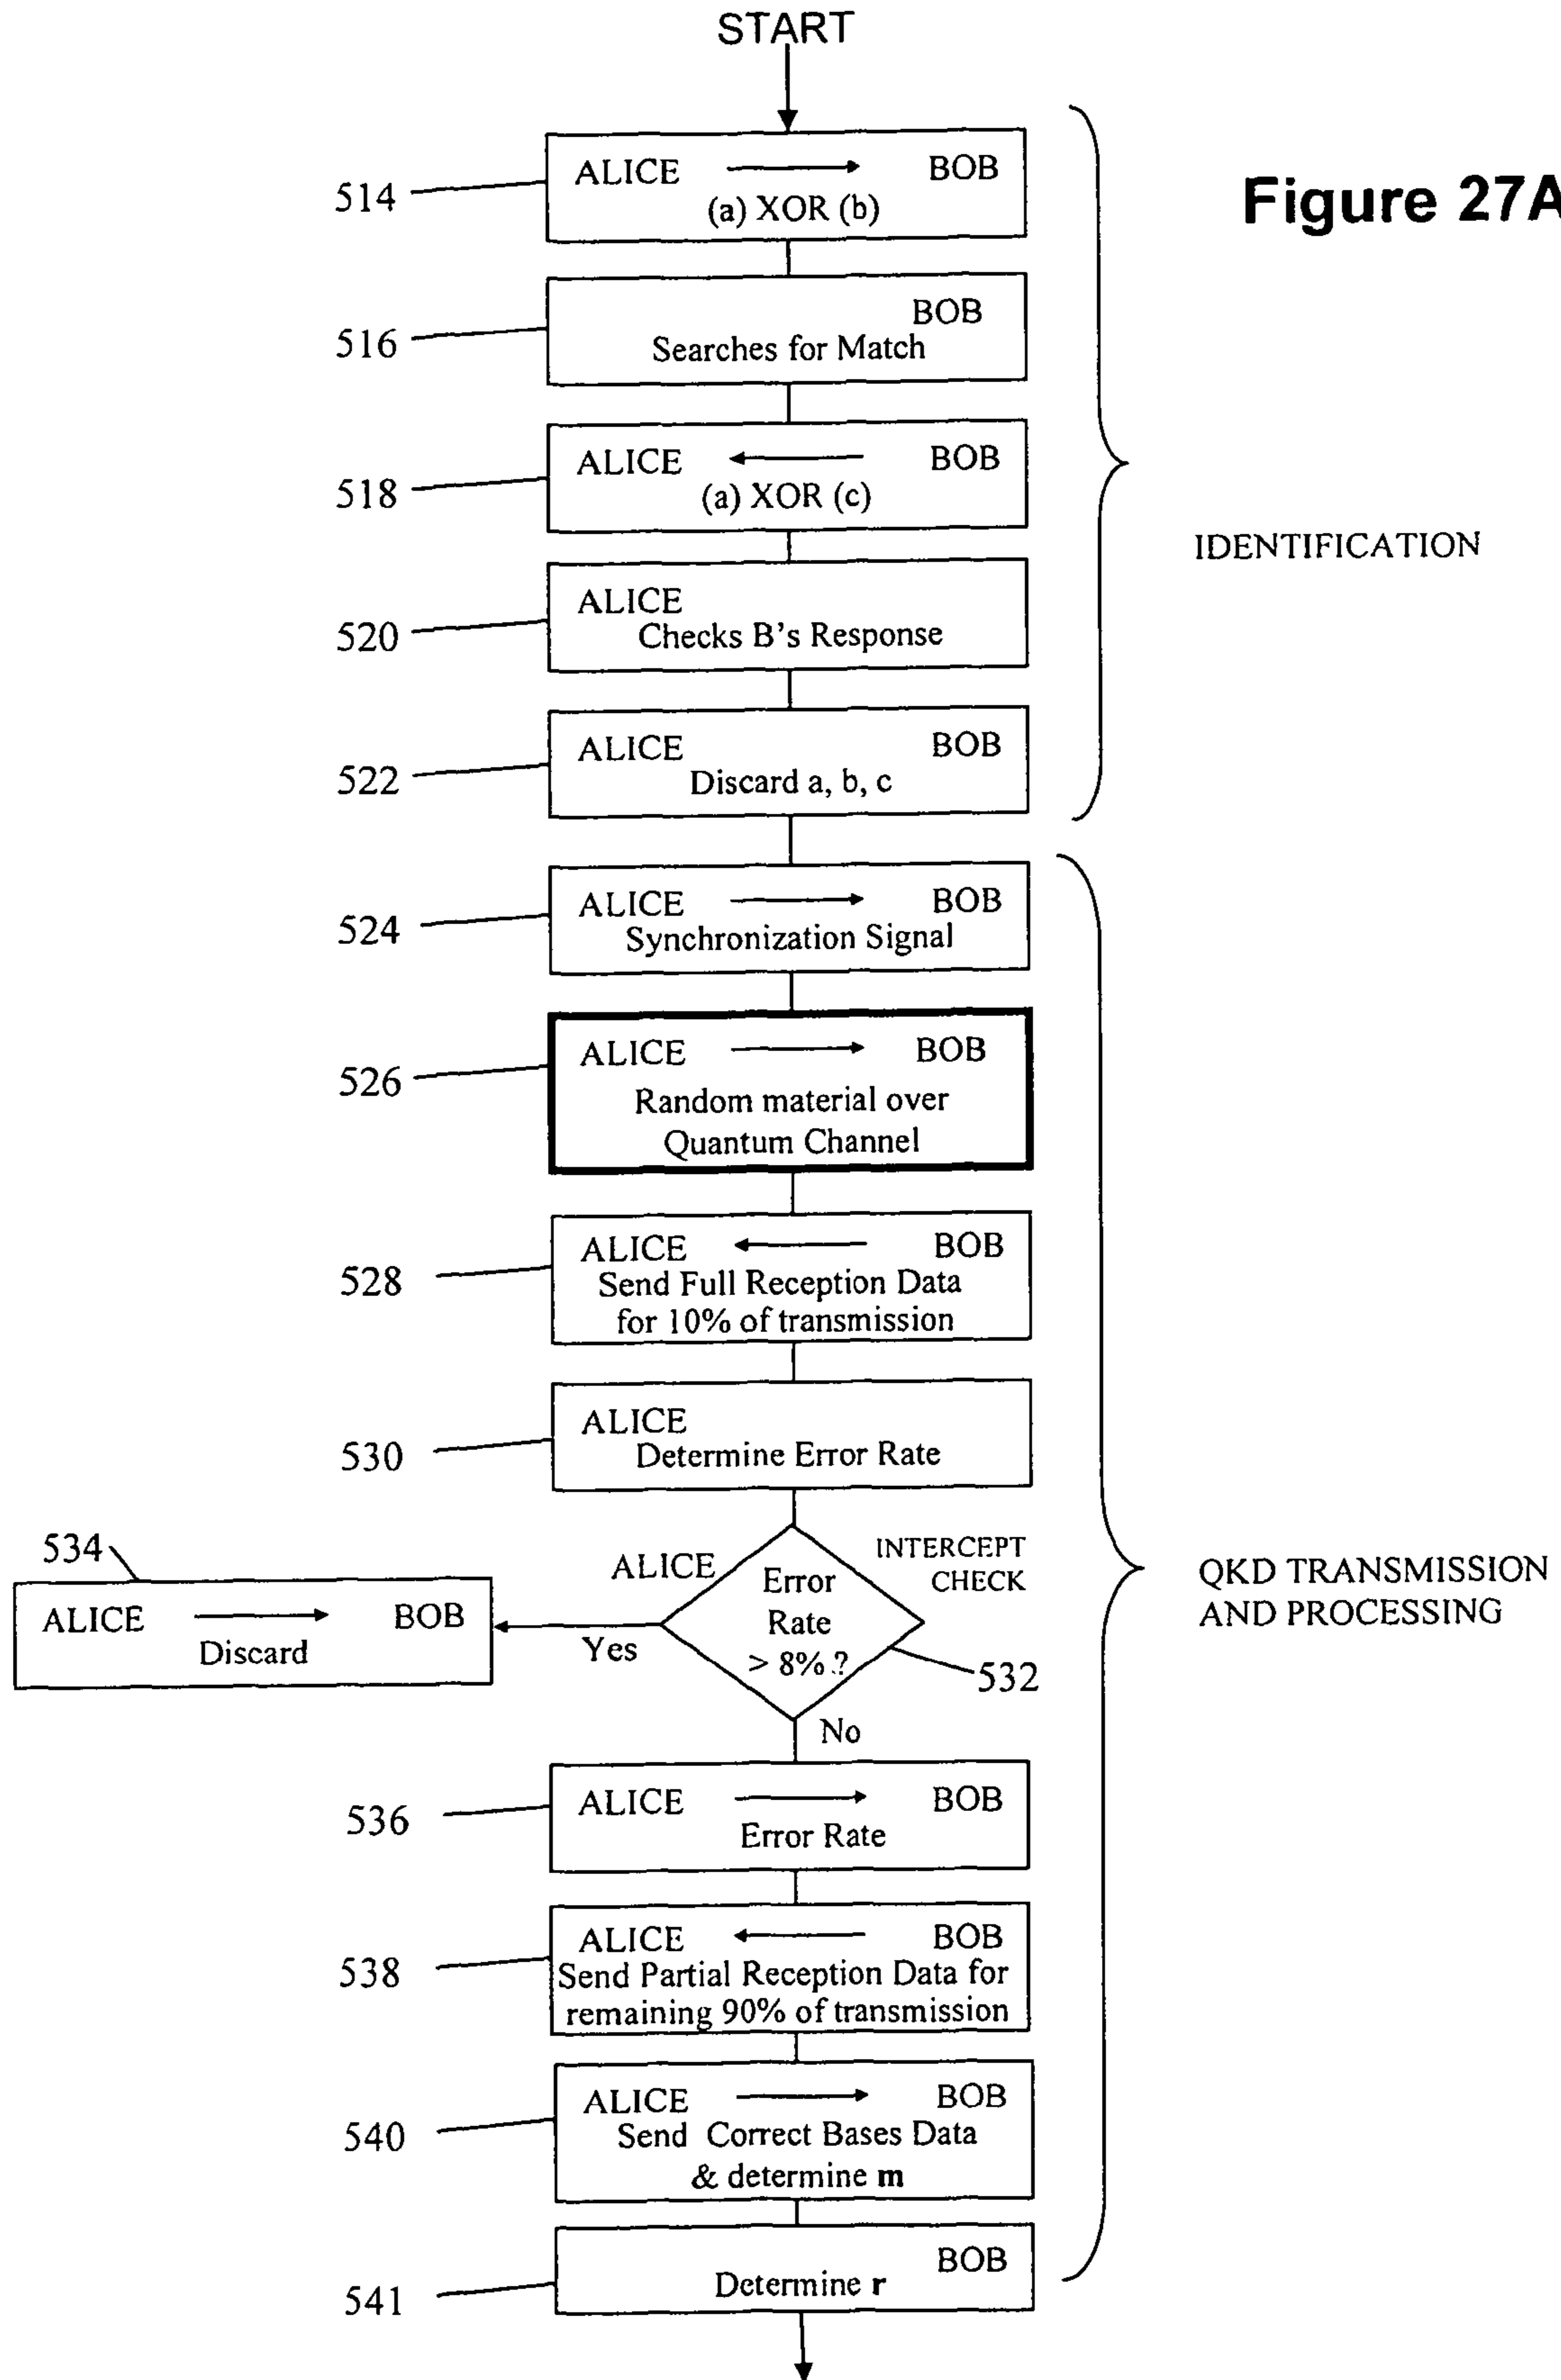 START
Figure 27A
514
ALICE BOB
(a) XOR (b)
516
BOB
Searches for Match
518
ALICE BOB
(a) XOR (c)
IDENTIFICATION
520
ALICE
Checks B's Response
522
ALICE BOB
Discard a, b, c
524
ALICE BOB
Synchronization Signal
526
ALICE BOB
Random material over
Quantum Channel
528
ALICE BOB
Send Full Reception Data
for 10% of transmission
530
ALICE
Determine Error Rate
534
ALICE BOB
Discard
Yes
ALICE
INTERCEPT
CHECK
Error
Rate
> 8%.?
532
No
QKD TRANSMISSION
AND PROCESSING
536
ALICE BOB
Error Rate
538
ALICE BOB
Send Partial Reception Data for
remaining 90% of transmission
540
ALICE BOB
Send Correct Bases Data
& determine m
541
BOB
Determine r